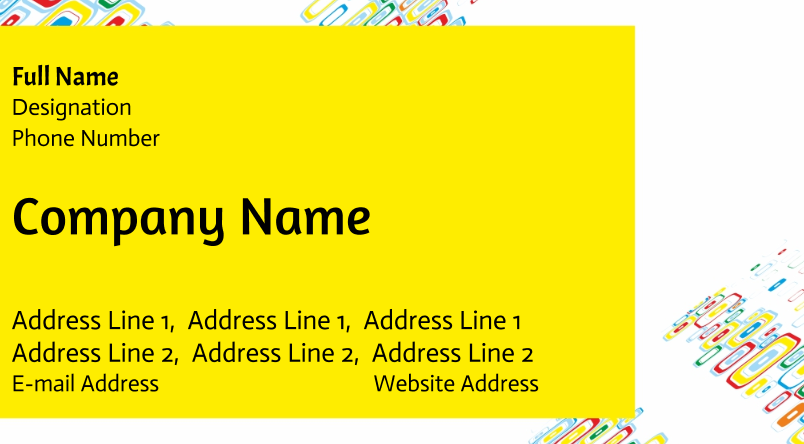 Full Name
Designation
Phone Number
Company Name
Address Line 1,  Address Line 1,  Address Line 1
Address Line 2,  Address Line 2,  Address Line 2
E-mail Address Website Address